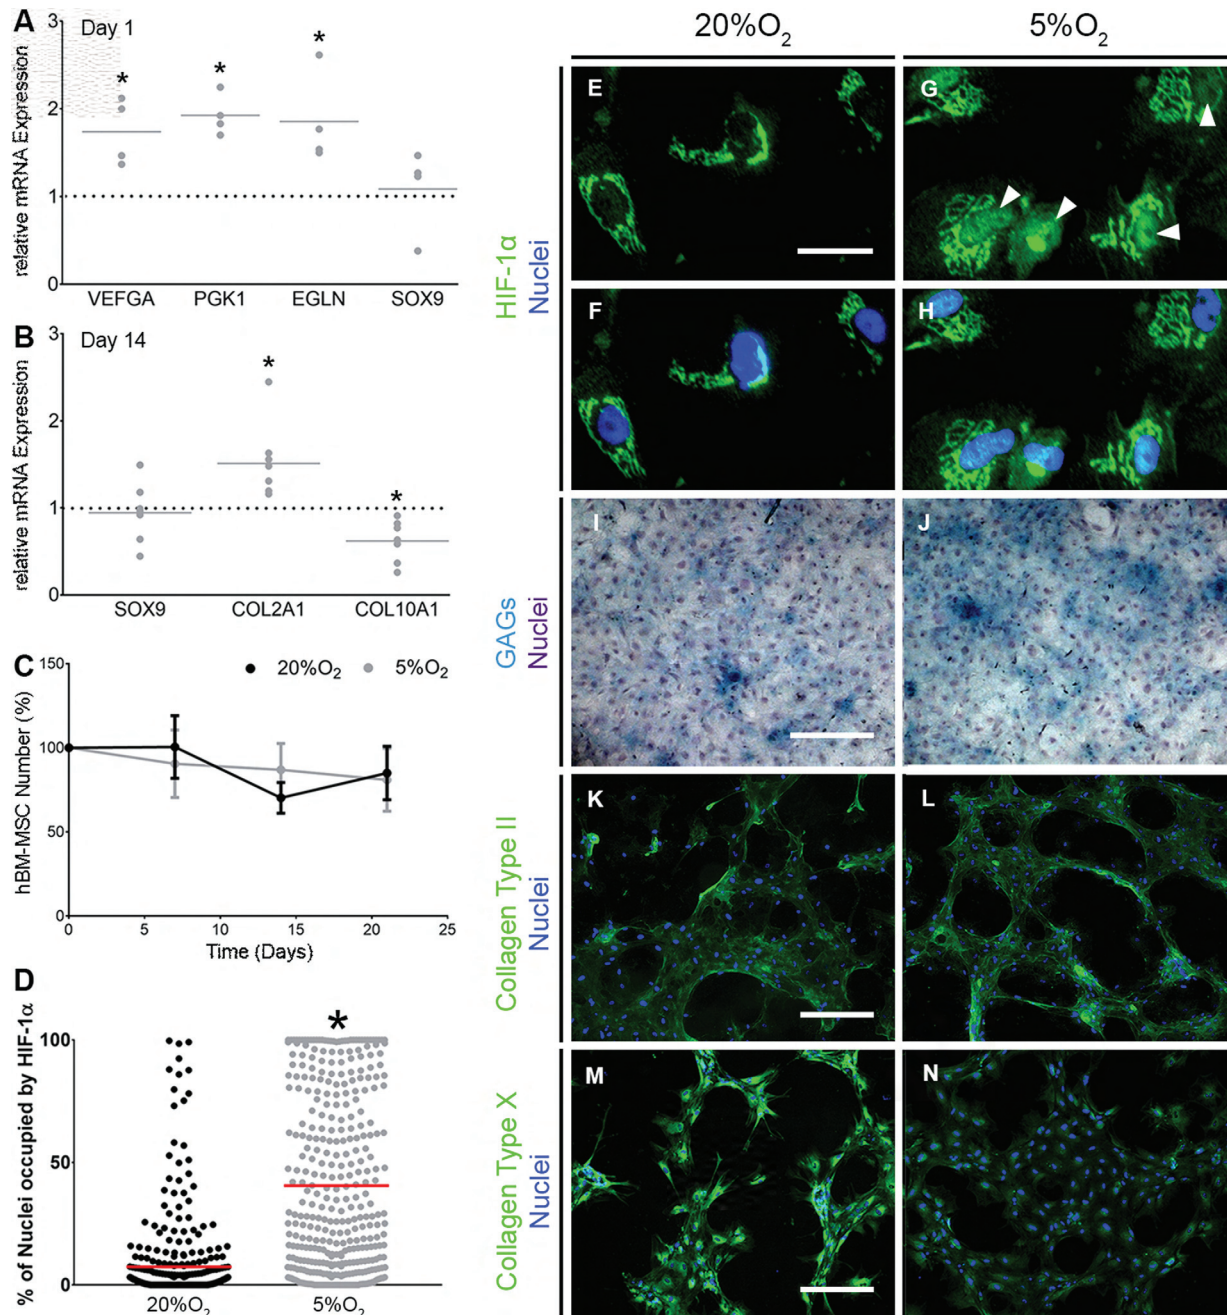 A
Day 1
3
2
1
0
relative mRNA Expression
* * *
VEFGA PGK1 EGLN SOX9
B
Day 14
3
2
1
0
relative mRNA Expression
* *
SOX9 COL2A1 COL10A1
C
20%O₂ 5%O₂
150
100
50
0
hBM-MSC Number (%)
0 5 10 15 20 25
Time (Days)
D
*
100
50
0
% of Nuclei occupied by HIF-1α
20%O₂ 5%O₂
20%O₂ 5%O₂
HIF-1α
Nuclei
E G
F H
GAGs
Nuclei
I J
Collagen Type II
Nuclei
K L
Collagen Type X
Nuclei
M N